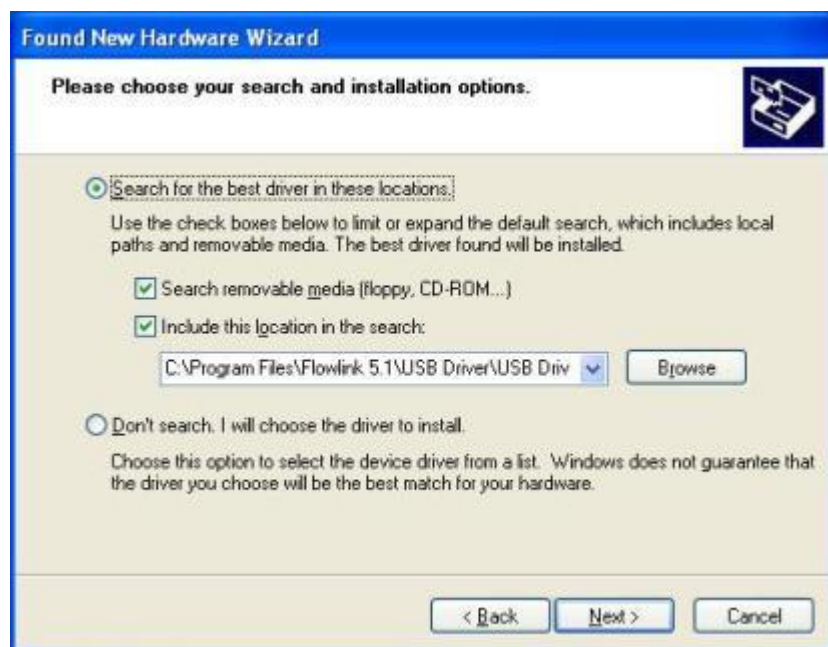 Found New Hardware Wizard
Please choose your search and installation options.
Search for the best driver in these locations.
Use the check boxes below to limit or expand the default search, which includes local
paths and removable media. The best driver found will be installed.
Search removable media (floppy, CD-ROM...)
Include this location in the search:
C:\Program Files\Flowlink 5.1\USB Driver\USB Driv
Browse
Don't search. I will choose the driver to install.
Choose this option to select the device driver from a list. Windows does not guarantee that
the driver you choose will be the best match for your hardware.
< Back Next > Cancel